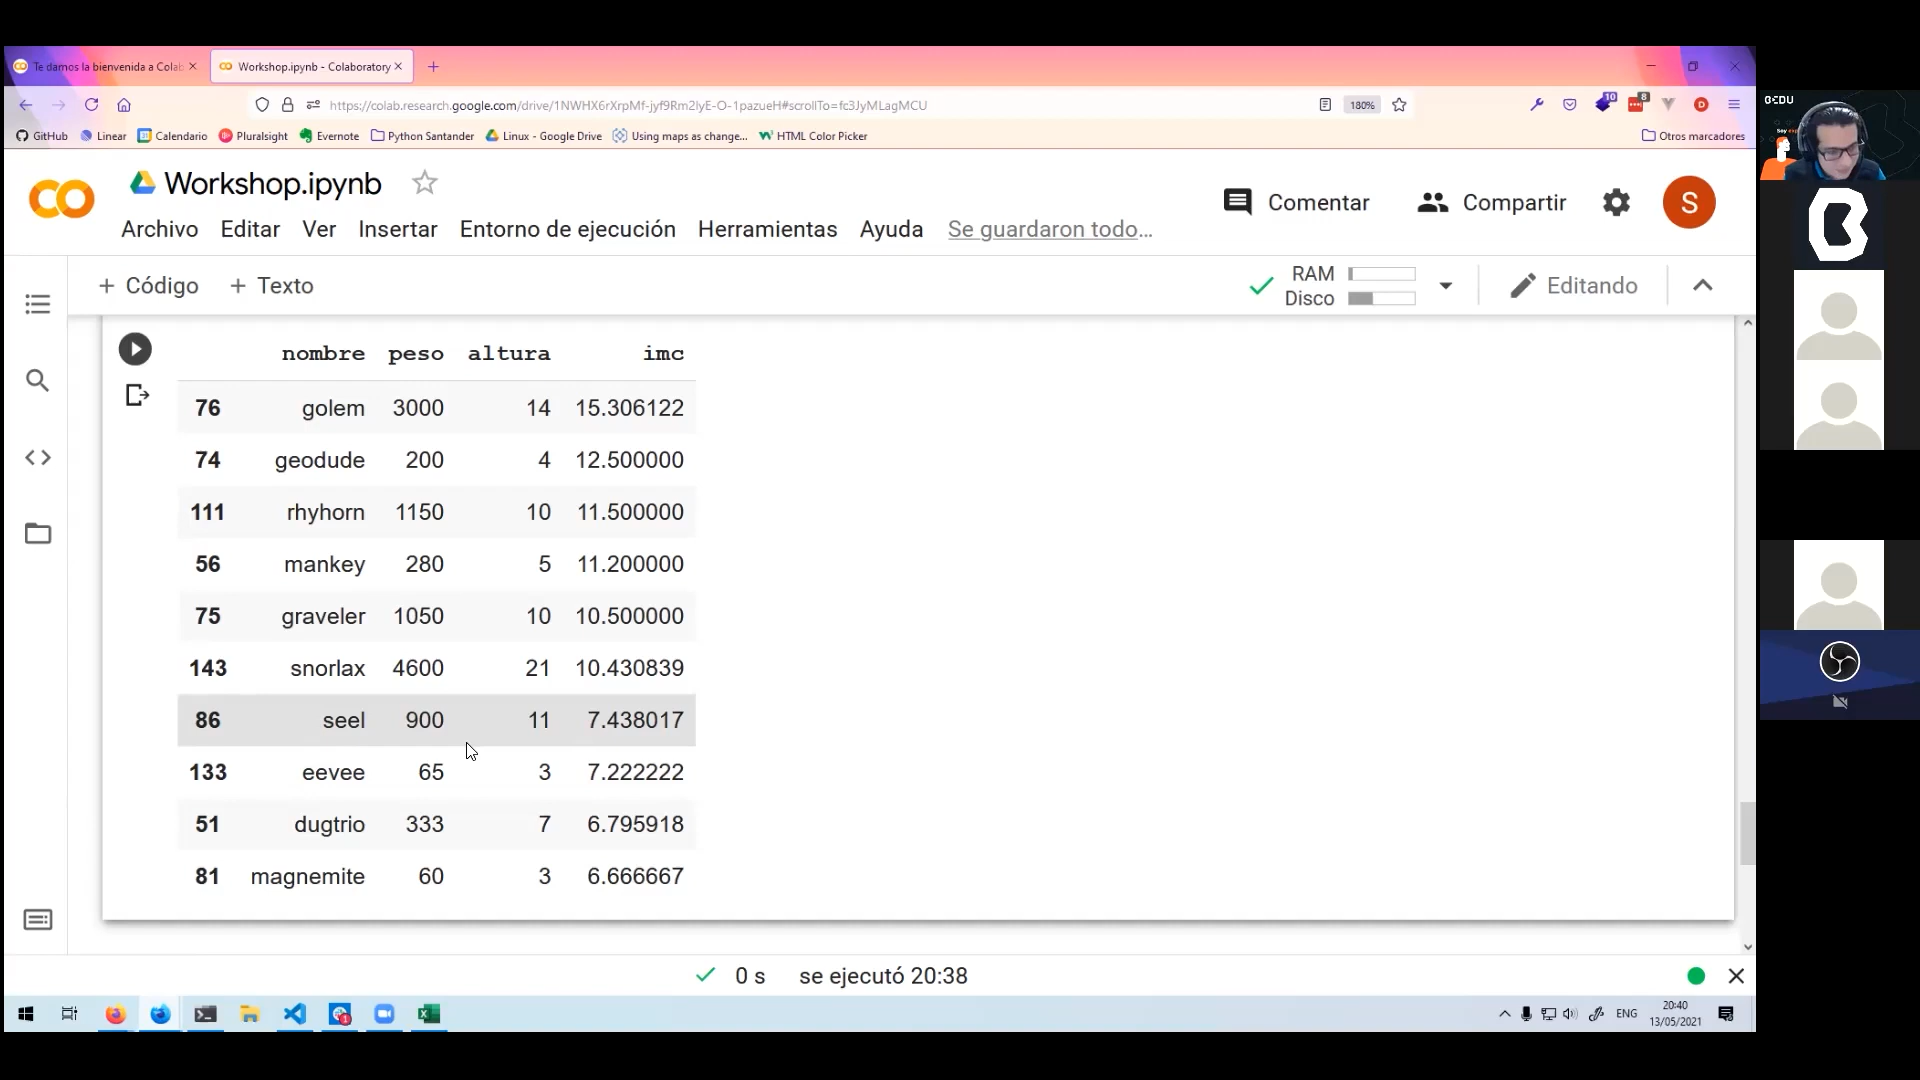 Te damos la bienvenida a Colab
Workshop.ipynb - Colaboratory
https://colab.research.google.com/drive/1NWHX6rXrpMf-jyf9Rm2lyE-O-1pazueH#scrollTo=fc3JyMLagMCU
180%
10
8
D
GitHub
Linear
Calendario
Pluralsight
Evernote
Python Santander
Linux - Google Drive
Using maps as change...
HTML Color Picker
Otros marcadores
Workshop.ipynb
Comentar
Compartir
S
Archivo Editar Ver Insertar Entorno de ejecución Herramientas Ayuda Se guardaron todo...
+ Código + Texto
RAM
Disco
Editando
nombre peso altura imc
76 golem 3000 14 15.306122
74 geodude 200 4 12.500000
111 rhyhorn 1150 10 11.500000
56 mankey 280 5 11.200000
75 graveler 1050 10 10.500000
143 snorlax 4600 21 10.430839
86 seel 900 11 7.438017
133 eevee 65 3 7.222222
51 dugtrio 333 7 6.795918
81 magnemite 60 3 6.666667
0 s se ejecutó 20:38
ENG
20:40
13/05/2021
BEDU